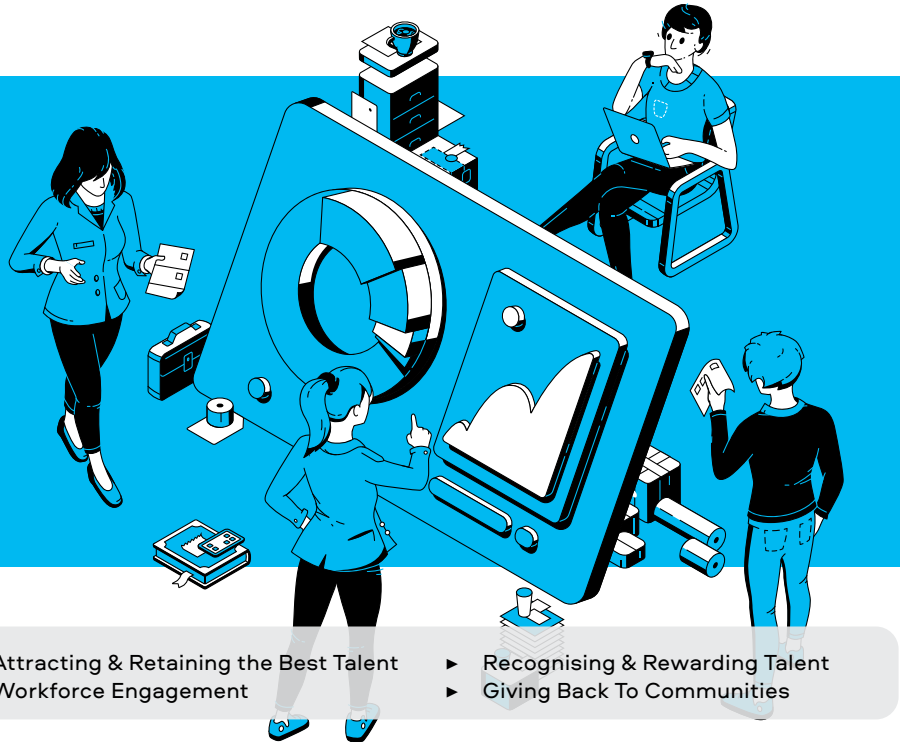 Attracting & Retaining the Best Talent
Workforce Engagement
► Recognising & Rewarding Talent
► Giving Back To Communities